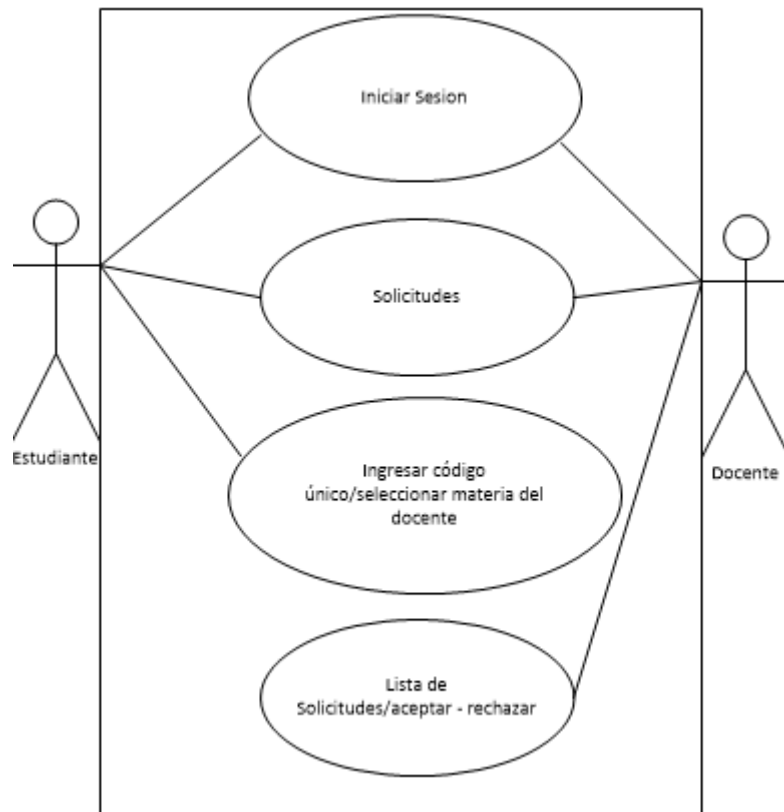 Iniciar Sesion
Solicitudes
Estudiante
Docente
Ingresar código
único/seleccionar materia del
docente
Lista de
Solicitudes/aceptar - rechazar